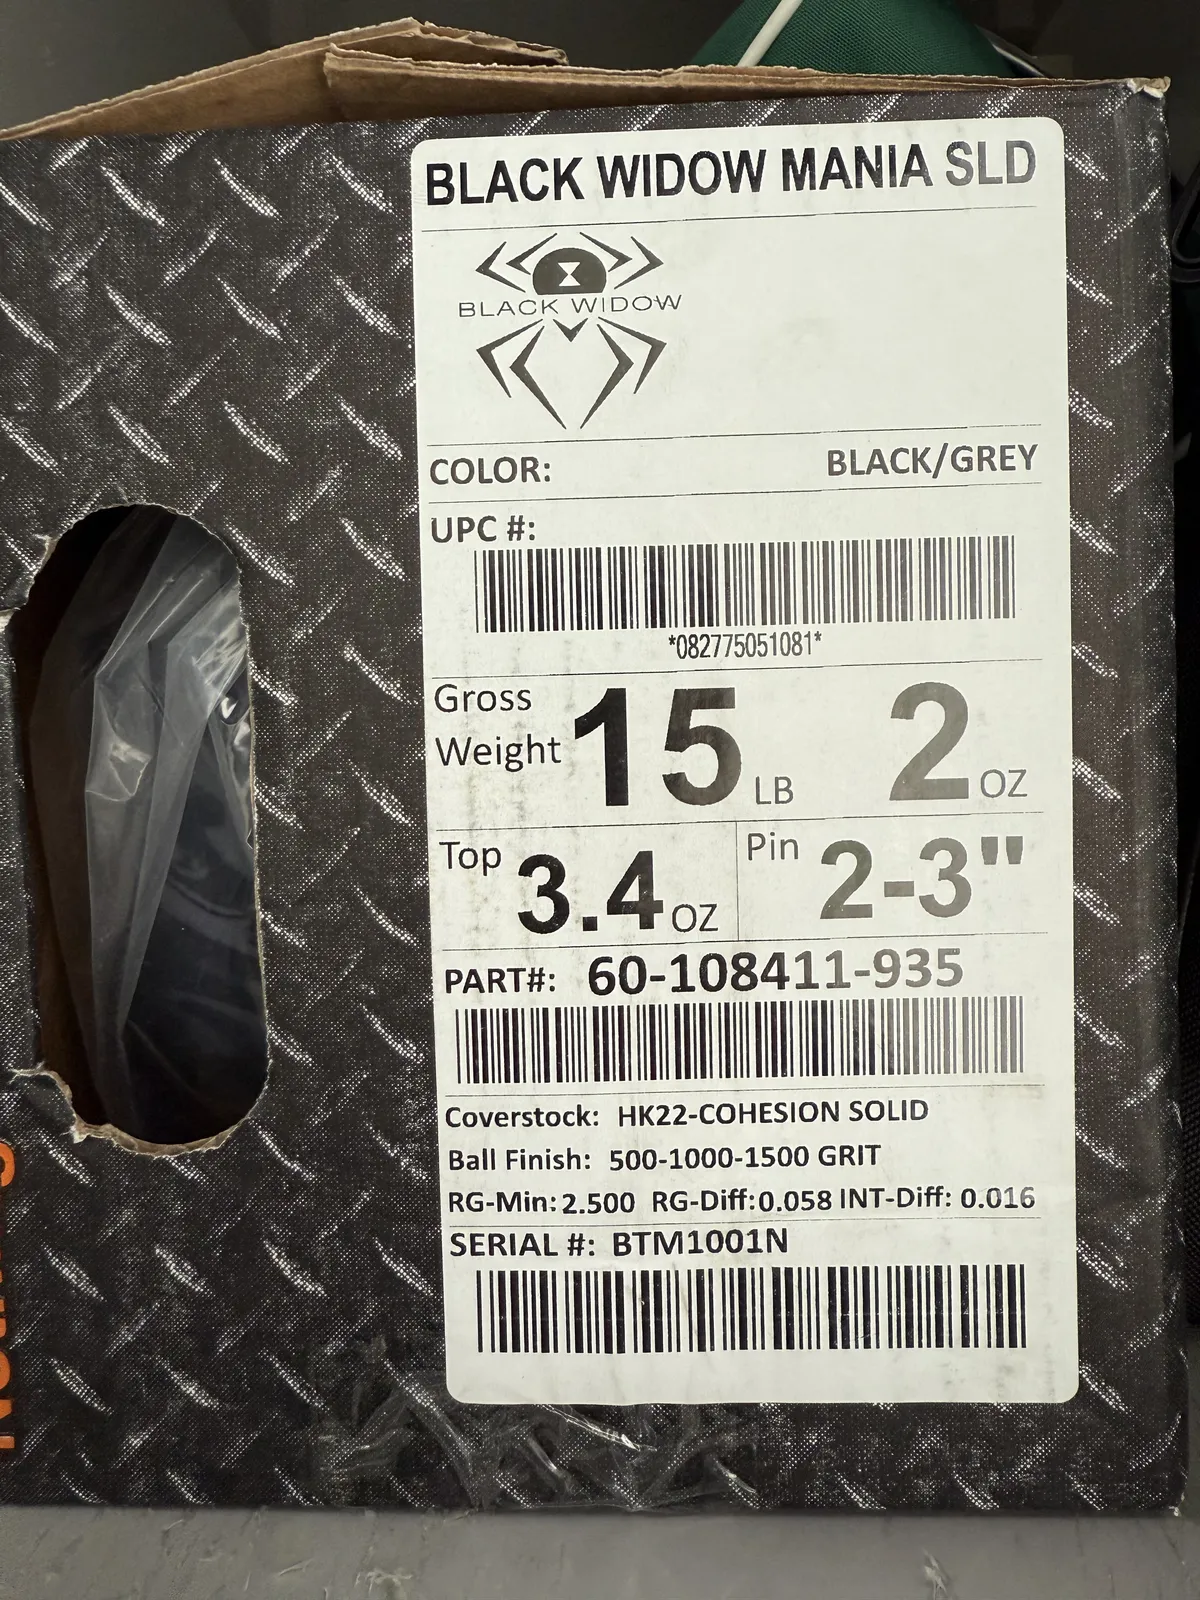 BLACK WIDOW MANIA SLD
BLACK WIDOW
COLOR: BLACK/GREY
UPC #:
*082775051081*
Gross Weight 15 LB 2 OZ
Top 3.4 OZ Pin 2-3"
PART#: 60-108411-935
Coverstock: HK22-COHESION SOLID
Ball Finish: 500-1000-1500 GRIT
RG-Min: 2.500 RG-Diff: 0.058 INT-Diff: 0.016
SERIAL #: BTM1001N